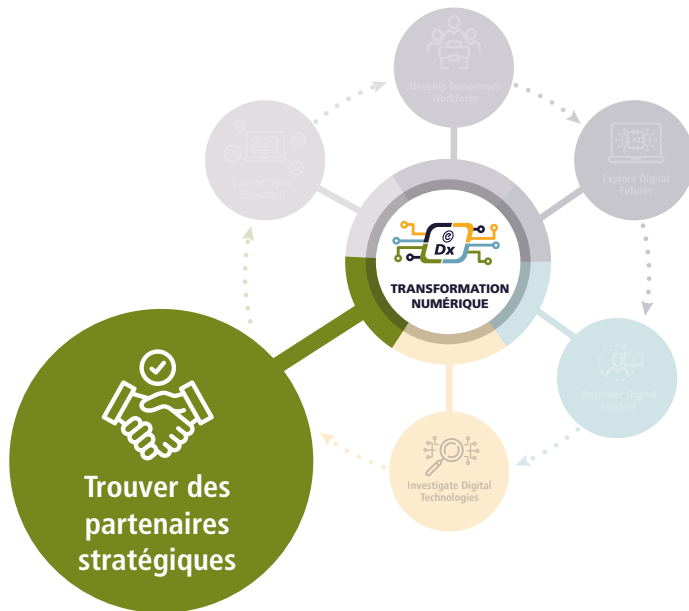 Develop Tomorrow's
Workforce
Expand Open
Education
AI
Explore Digital
Futures
e
Dx
TRANSFORMATION
NUMÉRIQUE
Empower Digital
Leaders
Investigate Digital
Technologies
Trouver des
partenaires
stratégiques